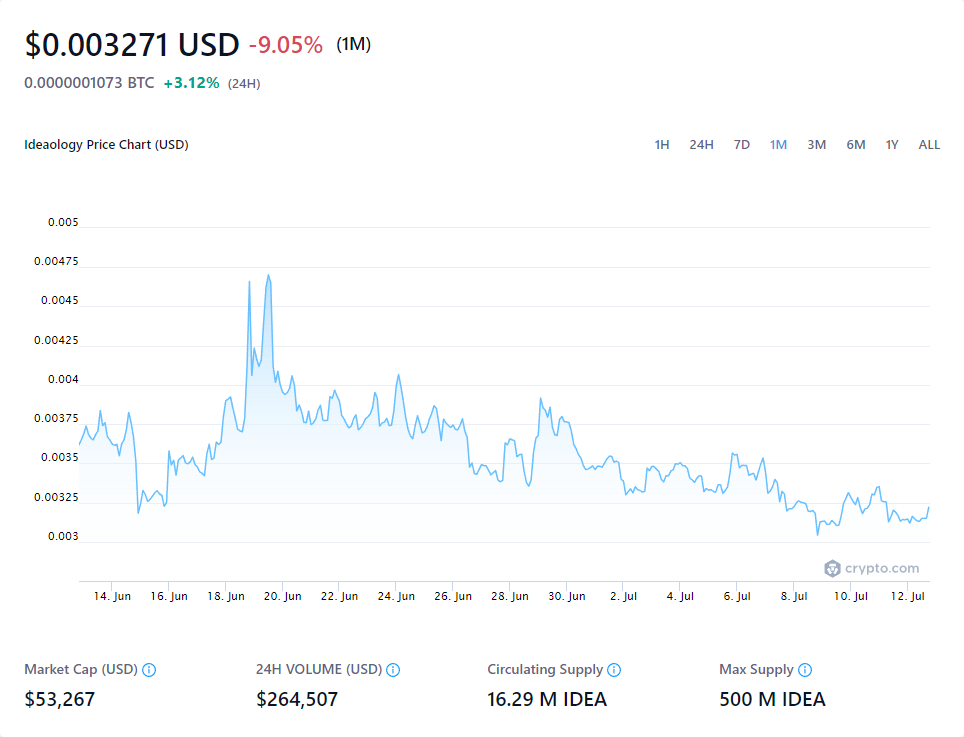 $0.003271 USD -9.05% (1M)
0.0000001073 BTC +3.12% (24H)
Ideaology Price Chart (USD) 1H 24H 7D 1M 3M 6M 1Y ALL
0.005
0.00475
0.0045
0.00425
0.004
0.00375
0.0035
0.00325
0.003
crypto.com
14. Jun 16. Jun 18. Jun 20. Jun 22. Jun 24. Jun 26. Jun 28. Jun 30. Jun 2. Jul 4. Jul 6. Jul 8. Jul 10. Jul 12. Jul
Market Cap (USD) 24H VOLUME (USD) Circulating Supply Max Supply
$53,267 $264,507 16.29 M IDEA 500 M IDEA